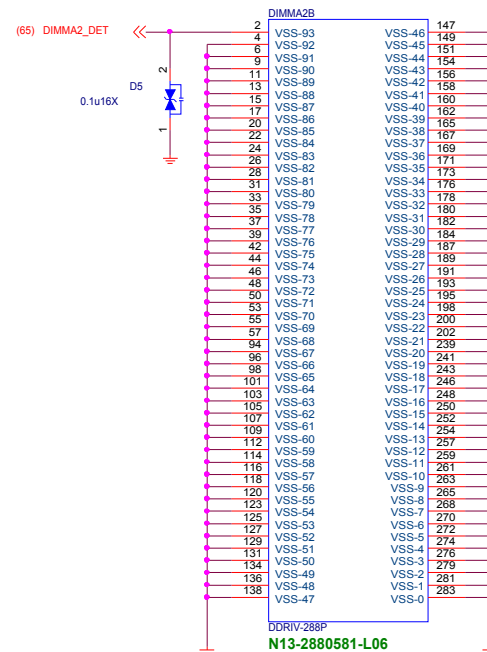 DIMMA2B
(65) DIMMA2_DET
2 VSS-93 VSS-46 147
4 VSS-92 VSS-45 149
6 VSS-91 VSS-44 151
9 VSS-90 VSS-43 154
11 VSS-89 VSS-42 156
13 VSS-88 VSS-41 158
15 VSS-87 VSS-40 160
17 VSS-86 VSS-39 162
20 VSS-85 VSS-38 165
22 VSS-84 VSS-37 167
24 VSS-83 VSS-36 169
26 VSS-82 VSS-35 171
28 VSS-81 VSS-34 173
31 VSS-80 VSS-33 176
33 VSS-79 VSS-32 178
35 VSS-78 VSS-31 180
37 VSS-77 VSS-30 182
39 VSS-76 VSS-29 184
42 VSS-75 VSS-28 187
44 VSS-74 VSS-27 189
46 VSS-73 VSS-26 191
48 VSS-72 VSS-25 193
50 VSS-71 VSS-24 195
53 VSS-70 VSS-23 198
55 VSS-69 VSS-22 200
57 VSS-68 VSS-21 202
94 VSS-67 VSS-20 239
96 VSS-66 VSS-19 241
98 VSS-65 VSS-18 243
101 VSS-64 VSS-17 246
103 VSS-63 VSS-16 248
105 VSS-62 VSS-15 250
107 VSS-61 VSS-14 252
109 VSS-60 VSS-13 254
112 VSS-59 VSS-12 257
114 VSS-58 VSS-11 259
116 VSS-57 VSS-10 261
118 VSS-56 VSS-9 263
120 VSS-55 VSS-8 265
123 VSS-54 VSS-7 268
125 VSS-53 VSS-6 270
127 VSS-52 VSS-5 272
129 VSS-51 VSS-4 274
131 VSS-50 VSS-3 276
134 VSS-49 VSS-2 279
136 VSS-48 VSS-1 281
138 VSS-47 VSS-0 283
2
D5
0.1u16X
1
DDRIV-288P
N13-2880581-L06